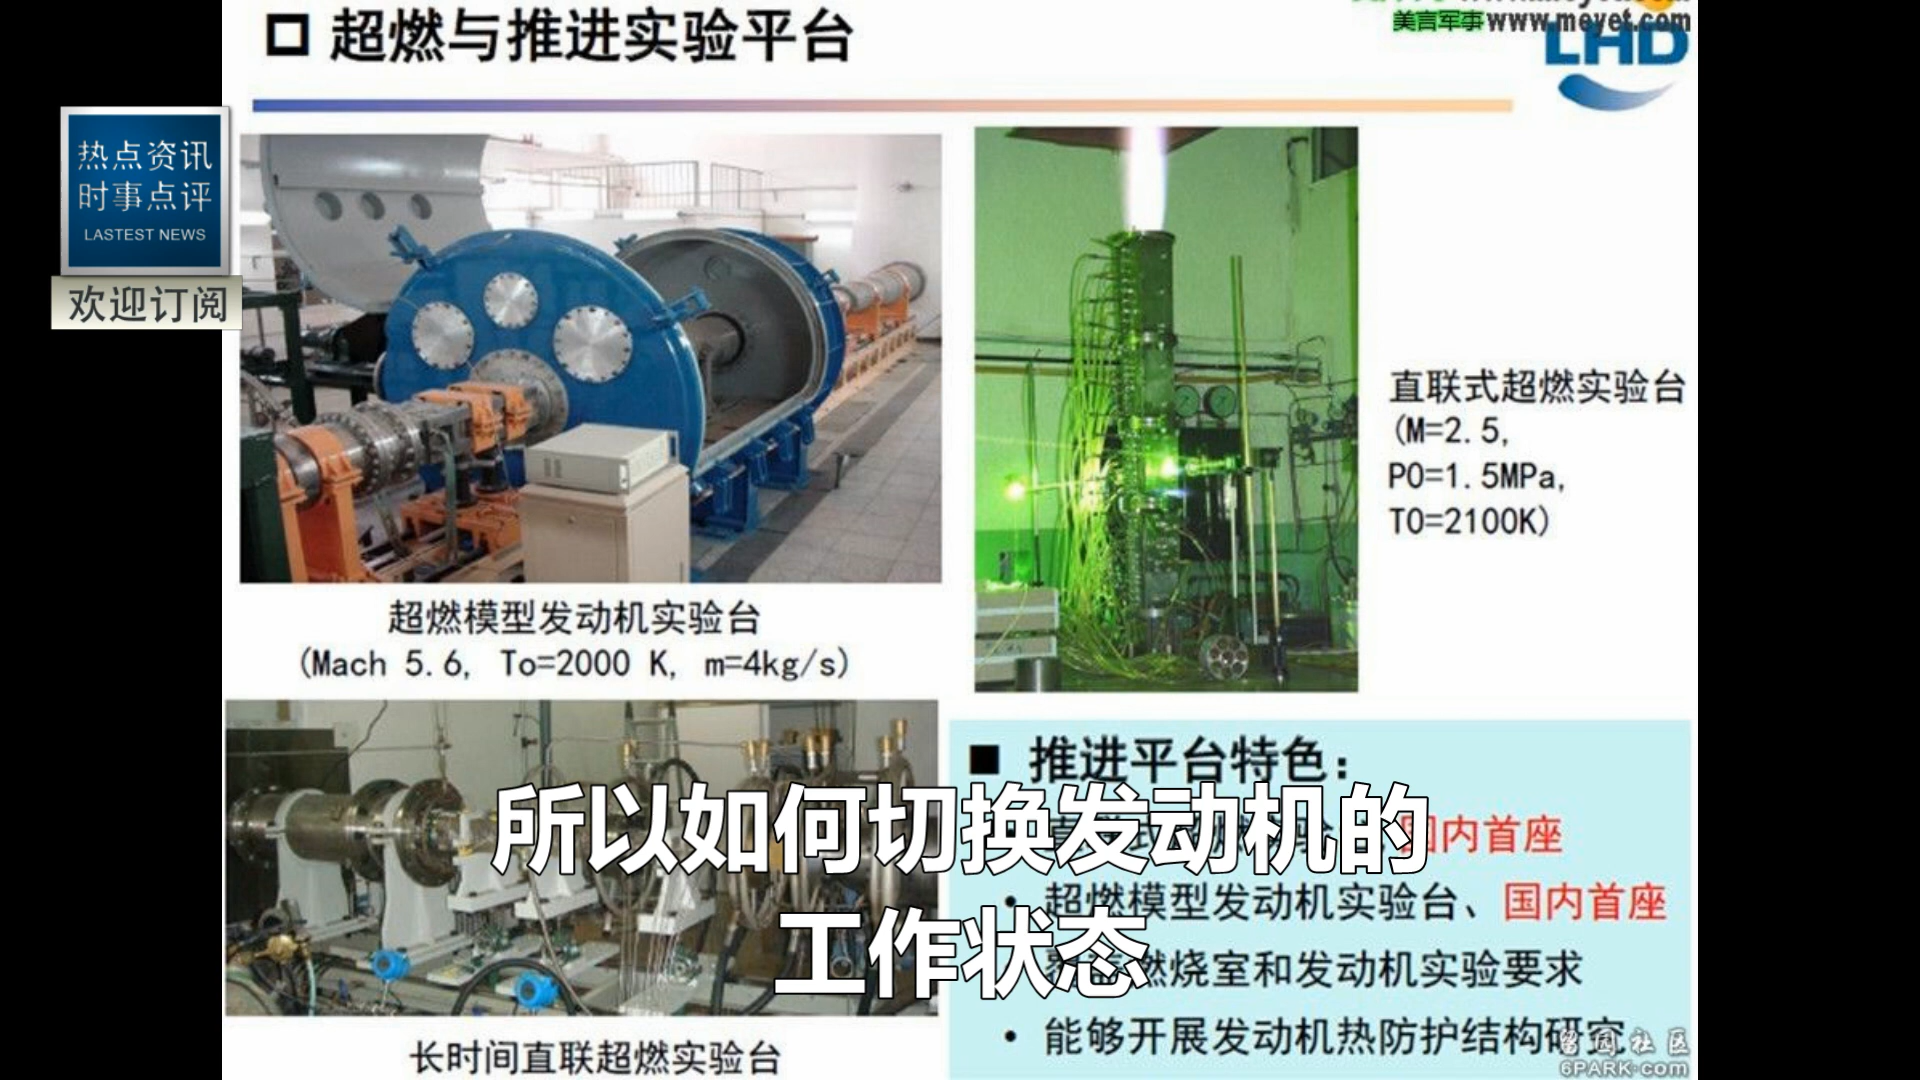 超燃与推进实验平台
美言军事www.meyet.com
LHD
热点资讯
时事点评
LASTEST NEWS
欢迎订阅
直联式超燃实验台
(M=2.5,
P0=1.5MPa,
T0=2100K)
超燃模型发动机实验台
(Mach 5.6, To=2000 K, m=4kg/s)
推进平台特色：
国内首座
• 超燃模型发动机实验台、国内首座
燃烧室和发动机实验要求
• 能够开展发动机热防护结构研究
所以如何切换发动机的
工作状态
长时间直联超燃实验台
留园社区
6PARK.com